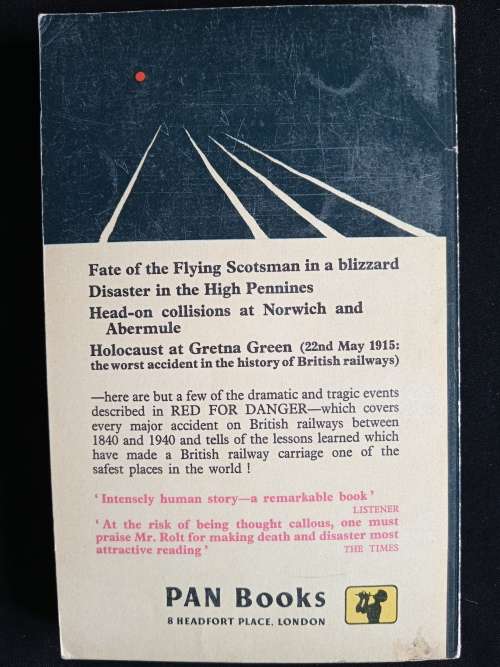 Fate of the Flying Scotsman in a blizzard
Disaster in the High Pennines
Head-on collisions at Norwich and
Abermule
Holocaust at Gretna Green (22nd May 1915:
the worst accident in the history of British railways)
—here are but a few of the dramatic and tragic events
described in RED FOR DANGER—which covers
every major accident on British railways between
1840 and 1940 and tells of the lessons learned which
have made a British railway carriage one of the
safest places in the world !
'Intensely human story—a remarkable book'
LISTENER
'At the risk of being thought callous, one must
praise Mr. Rolt for making death and disaster most
attractive reading' THE TIMES
PAN Books
8 HEADFORT PLACE, LONDON